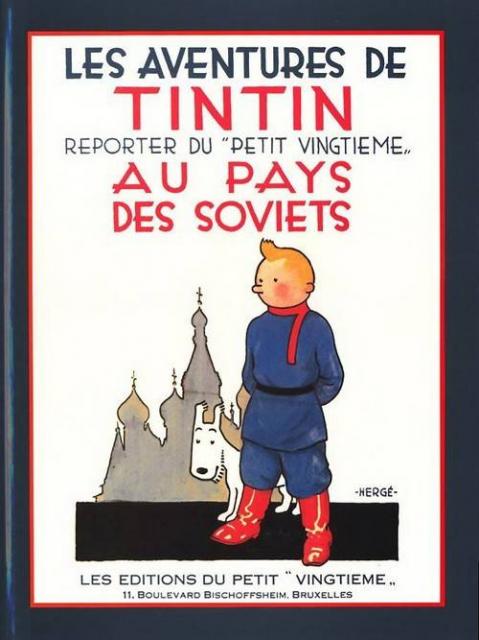 LES AVENTURES DE
TINTIN
REPORTER DU "PETIT VINGTIEME„
AU PAYS
DES SOVIETS
-HERGÉ-
LES EDITIONS DU PETIT "VINGTIEME„
11, BOULEVARD BISCHOFFSHEIM, BRUXELLES